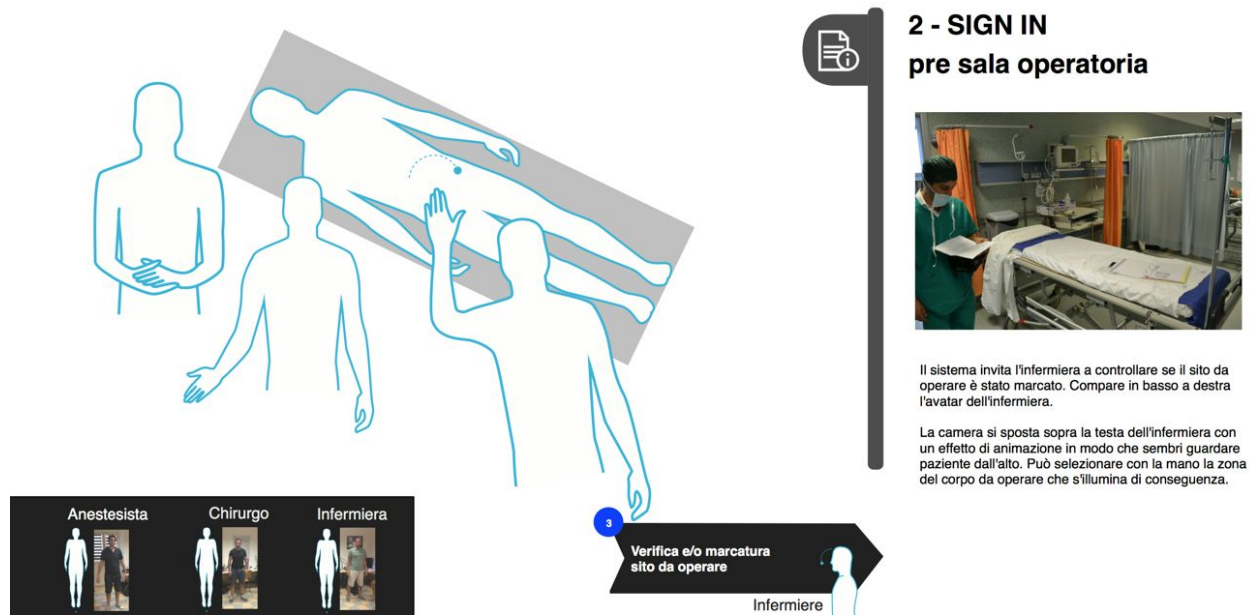 2 - SIGN IN
pre sala operatoria
Il sistema invita l'infermiera a controllare se il sito da
operare è stato marcato. Compare in basso a destra
l'avatar dell'infermiera.
La camera si sposta sopra la testa dell'infermiera con
un effetto di animazione in modo che sembri guardare
paziente dall'alto. Può selezionare con la mano la zona
del corpo da operare che s'illumina di conseguenza.
Anestesista
Chirurgo
Infermiera
3
Verifica e/o marcatura
sito da operare
Infermiere